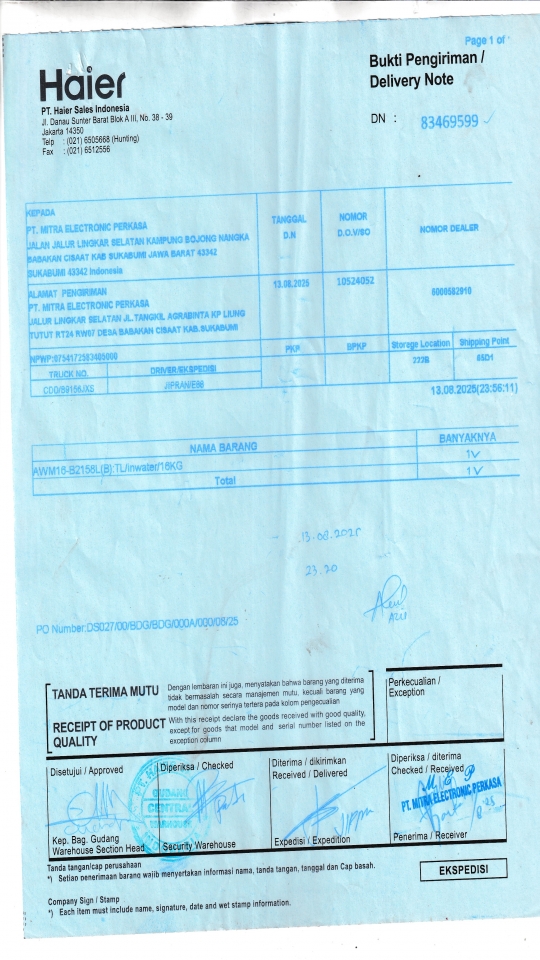 Page 1 of
Haier
Bukti Pengiriman /
Delivery Note
PT. Haier Sales Indonesia
Jl. Danau Sunter Barat Blok A III, No. 38 - 39
Jakarta 14350
Telp : (021) 6505668 (Hunting)
Fax : (021) 6512556
DN : 83469599
KEPADA
PT. MITRA ELECTRONIC PERKASA
JALAN JALUR LINGKAR SELATAN KAMPUNG BOJONG NANGKA
BABAKAN CISAAT KAB SUKABUMI JAWA BARAT 43342
SUKABUMI 43342 Indonesia
TANGGAL
D.N
NOMOR
D.O.V/SO
NOMOR DEALER
ALAMAT PENGIRIMAN
PT. MITRA ELECTRONIC PERKASA
JALUR LINGKAR SELATAN JL.TANGKIL AGRABINTA KP LIUNG
TUTUT RT24 RW07 DESA BABAKAN CISAAT KAB.SUKABUMI
13.08.2025
10524052
NPWP:
PKP
BPKP
Storage Location
Shipping Point
222B
65D1
TRUCK NO.
DRIVER/EKSPEDISI
CDD/B9156JXS
13.08.2025(23:56:11)
NAMA BARANG
BANYAKNYA
AWM16-B2156L(B):TL/inwater/16KG
1
Total
1
13-08.2025
23.20
PO Number:DS027/00/BDG/BDG/000A/000/08/25
TANDA TERIMA MUTU
Dengan lembaran ini juga, menyatakan bahwa barang yang diterima
tidak bermasalah secara manajemen mutu, kecuali barang yang
model dan nomor serinya tertera pada kolom pengecualian
RECEIPT OF PRODUCT
QUALITY
With this receipt declare the goods received with good quality,
except for goods that model and serial number listed on the
exception column
Perkecualian /
Exception
Disetujui / Approved
Diperiksa / Checked
Diterima / dikirimkan
Received / Delivered
Diperiksa / diterima
Checked / Received
PT. MITRA ELECTRONIC PERKASA
Kep. Bag. Gudang
Warehouse Section Head
Security Warehouse
Expedisi / Expedition
Penerima / Receiver
Tanda tangan/cap perusahaan
*) Setiap penerimaan barang wajib menyertakan informasi nama, tanda tangan, tanggal dan Cap basah.
EKSPEDISI
Company Sign / Stamp
*) Each item must include name, signature, date and wet stamp information.